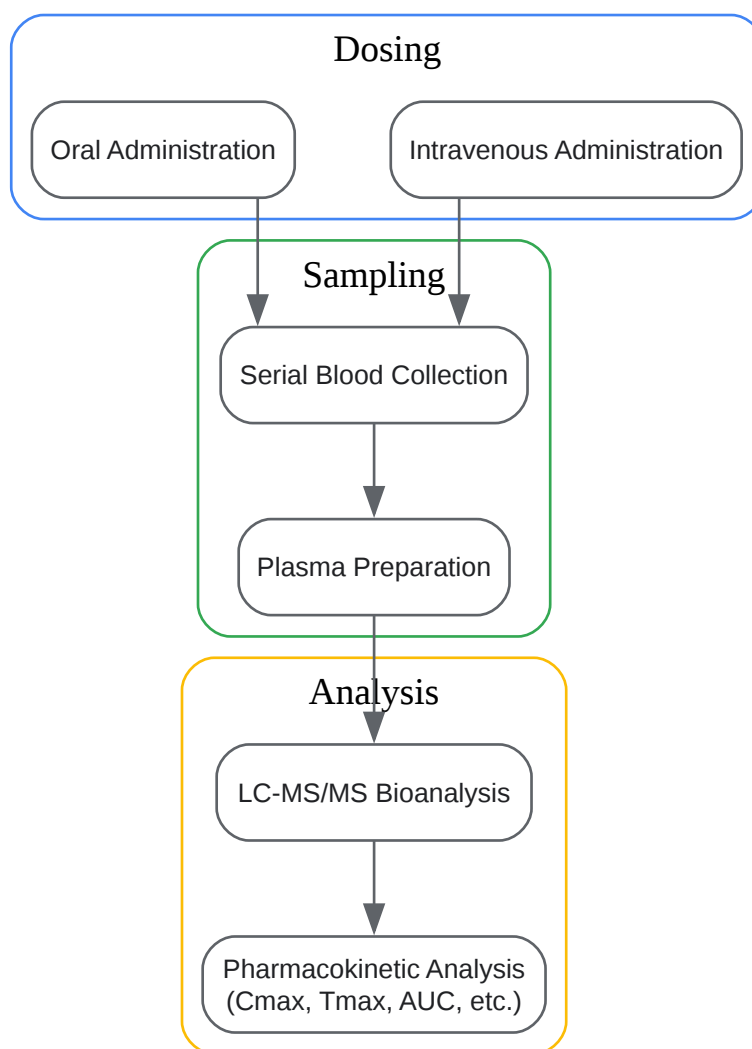 Dosing
Oral Administration
Intravenous Administration
Sampling
Serial Blood Collection
Plasma Preparation
Analysis
LC-MS/MS Bioanalysis
Pharmacokinetic Analysis
(Cmax, Tmax, AUC, etc.)